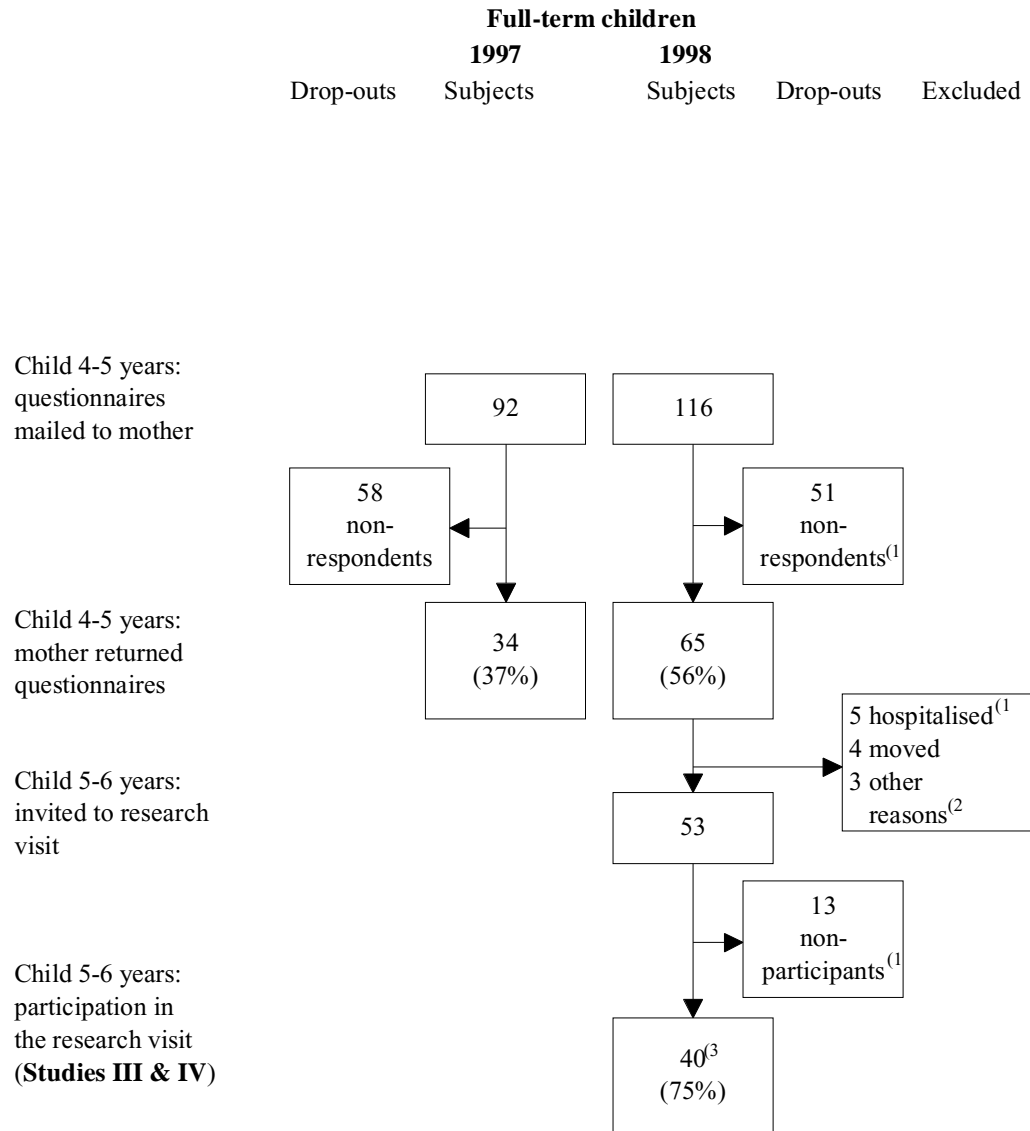 Full-term children
1997 1998
Drop-outs Subjects Subjects Drop-outs Excluded
Child 4-5 years:
questionnaires
mailed to mother
92
116
58
non-
respondents
51
non-
respondents(1
Child 4-5 years:
mother returned
questionnaires
34
(37%)
65
(56%)
5 hospitalised(1
4 moved
3 other
reasons(2
Child 5-6 years:
invited to research
visit
53
13
non-
participants(1
Child 5-6 years:
participation in
the research visit
(Studies III & IV)
40(3
(75%)